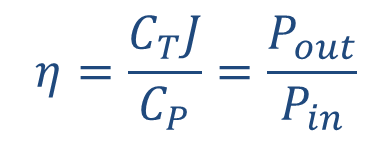 η = C_T J / C_P = P_out / P_in